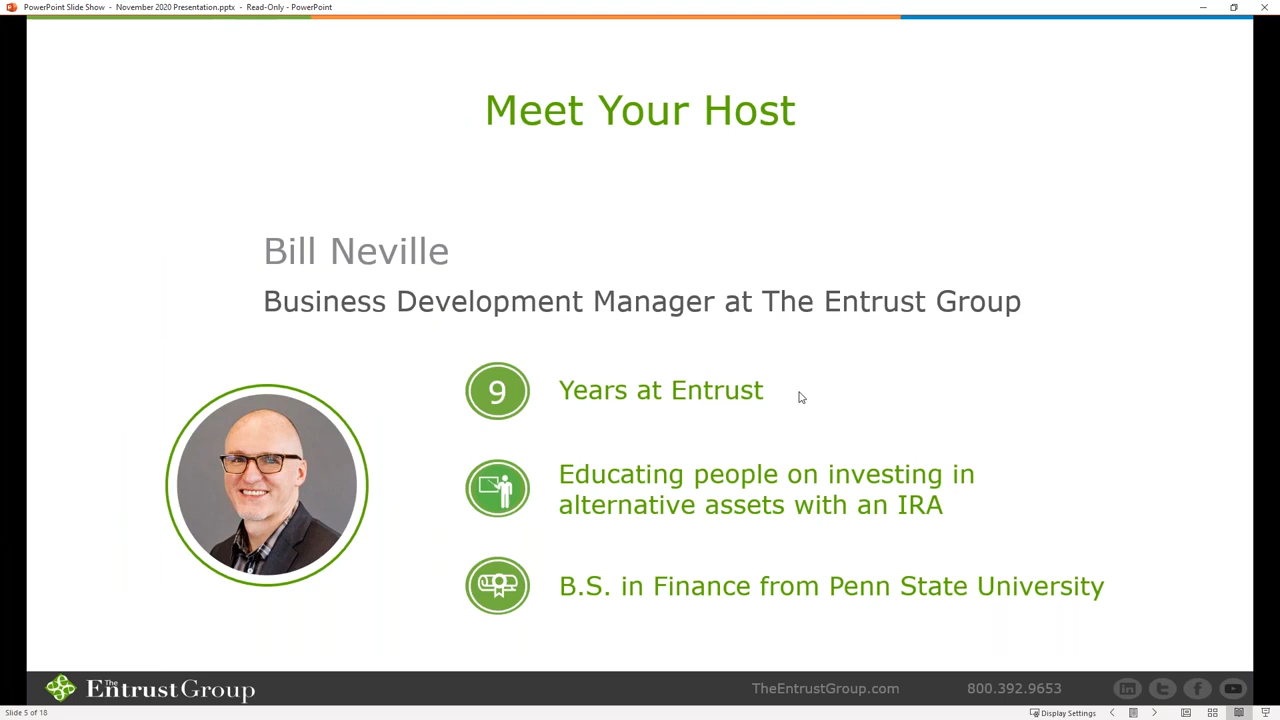 PowerPoint Slide Show - November 2020 Presentation.pptx - Read-Only - PowerPoint
Meet Your Host
Bill Neville
Business Development Manager at The Entrust Group
9
Years at Entrust
Educating people on investing in
alternative assets with an IRA
B.S. in Finance from Penn State University
The Entrust Group
TheEntrustGroup.com
800.392.9653
in
Slide 5 of 18
Display Settings